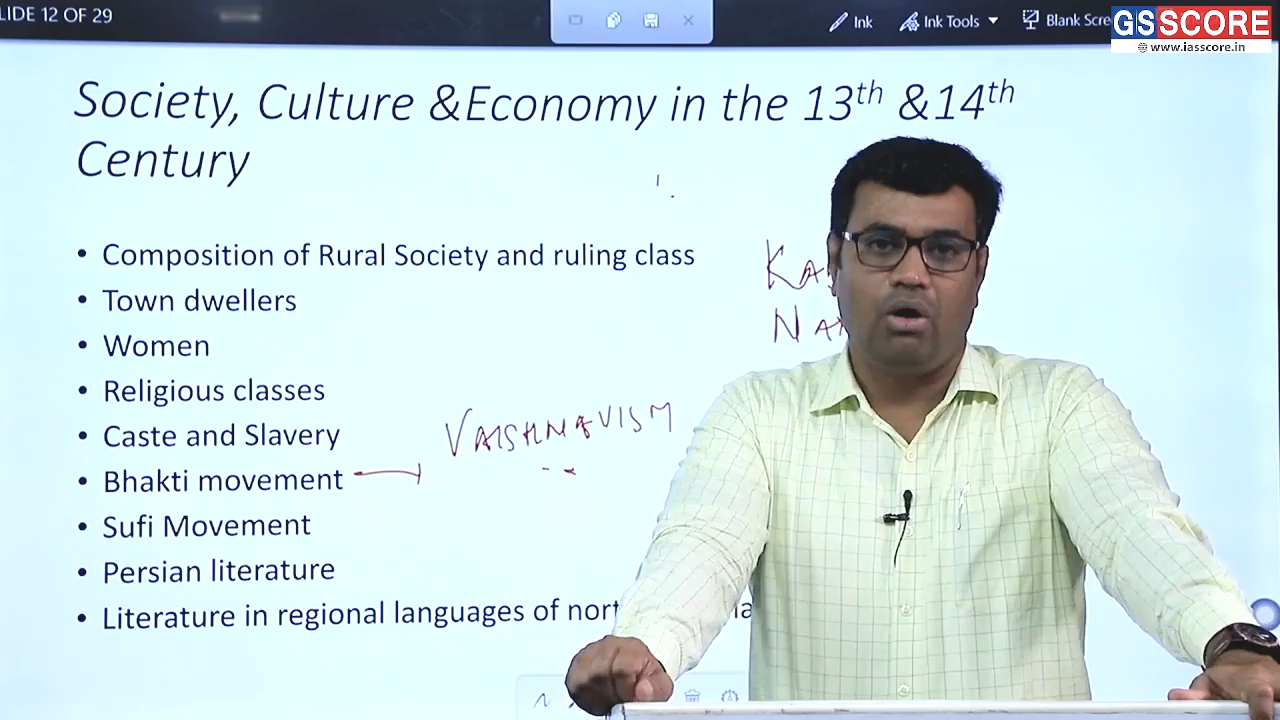 LIDE 12 OF 29
Ink
Ink Tools
Blank Scre
GSSCORE
www.iasscore.in
Society, Culture &Economy in the 13th &14th
Century
• Composition of Rural Society and ruling class
• Town dwellers
• Women
• Religious classes
• Caste and Slavery
VAISHNAVISM
• Bhakti movement
• Sufi Movement
• Persian literature
• Literature in regional languages of nort